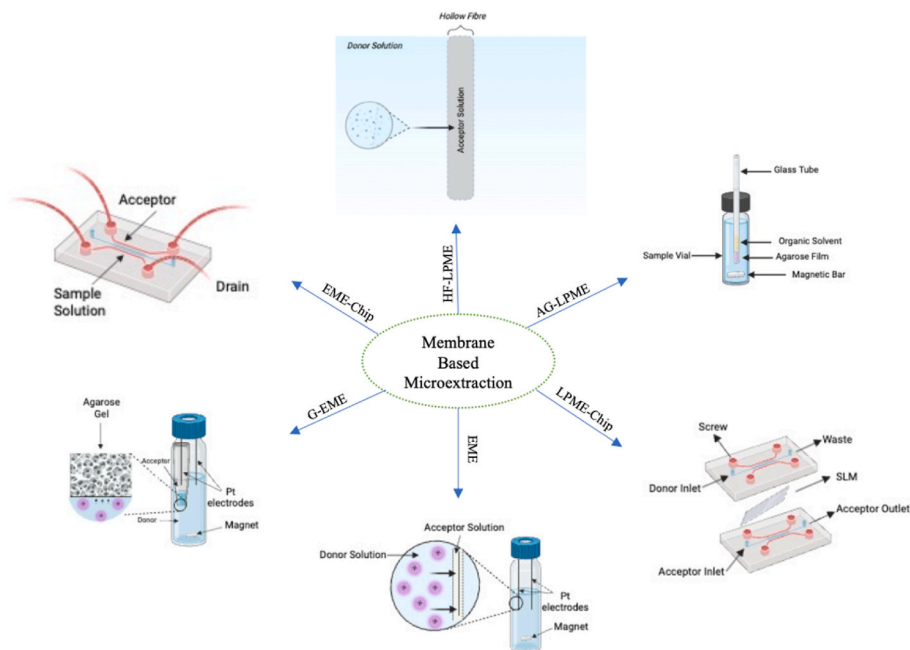 Hollow Fibre
Donor Solution
Acceptor Solution
Glass Tube
Organic Solvent
Sample Vial
Agarose Film
Magnetic Bar
Acceptor
Sample
Solution
Drain
HF-LPME
EME-Chip
AG-LPME
Membrane
Based
Microextraction
G-EME
EME
LPME-Chip
Agarose
Gel
Acceptor
Pt
electrodes
Donor
Magnet
Acceptor Solution
Donor Solution
Pt
electrodes
Magnet
Screw
Waste
Donor Inlet
SLM
Acceptor Outlet
Acceptor Inlet